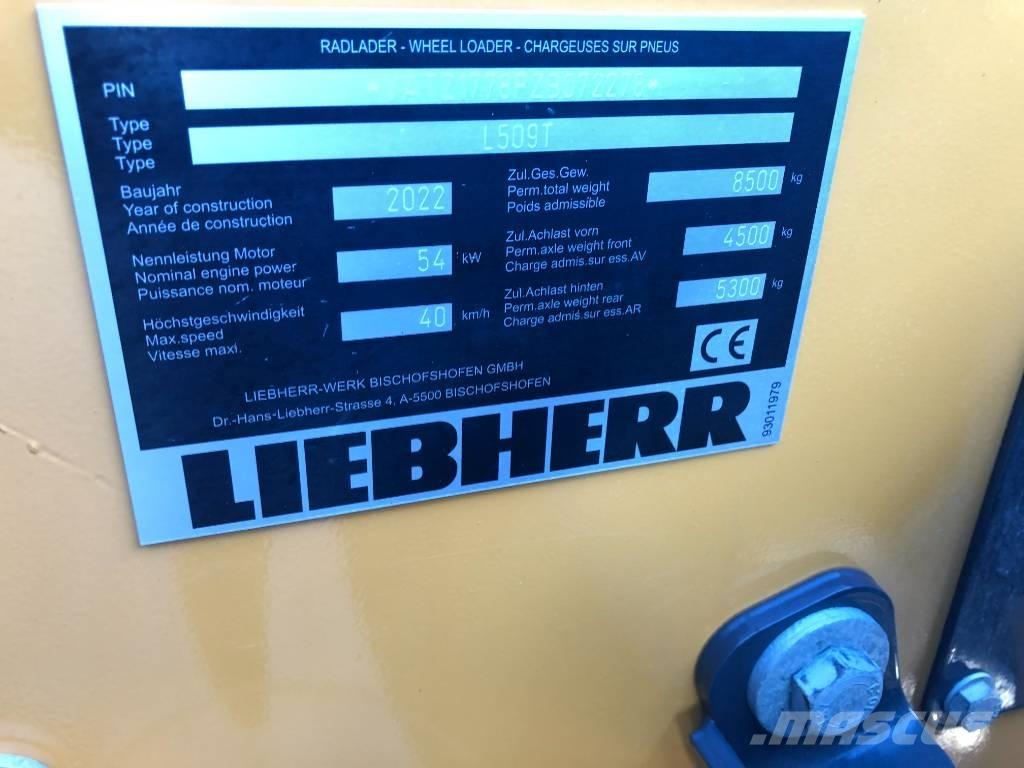 RADLADER - WHEEL LOADER - CHARGEUSES SUR PNEUS
PIN
Type
Type
Type
L509T
Baujahr
Year of construction
Année de construction
2022
Nennleistung Motor
Nominal engine power
Puissance nom. moteur
54 kW
Höchstgeschwindigkeit
Max.speed
Vitesse maxi.
40 km/h
Zul.Ges.Gew.
Perm.total weight
Poids admissible
8500 kg
Zul.Achlast vorn
Perm.axle weight front
Charge admis.sur ess.AV
4500 kg
Zul.Achlast hinten
Perm.axle weight rear
Charge admis.sur ess.AR
5300 kg
CE
LIEBHERR-WERK BISCHOFSHOFEN GMBH
Dr.-Hans-Liebherr-Strasse 4, A-5500 BISCHOFSHOFEN
LIEBHERR
93011979
MASCUS